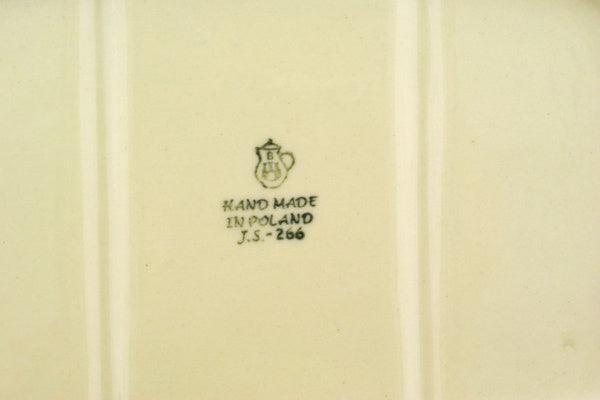 B
HAND MADE
IN POLAND
J.S.-266